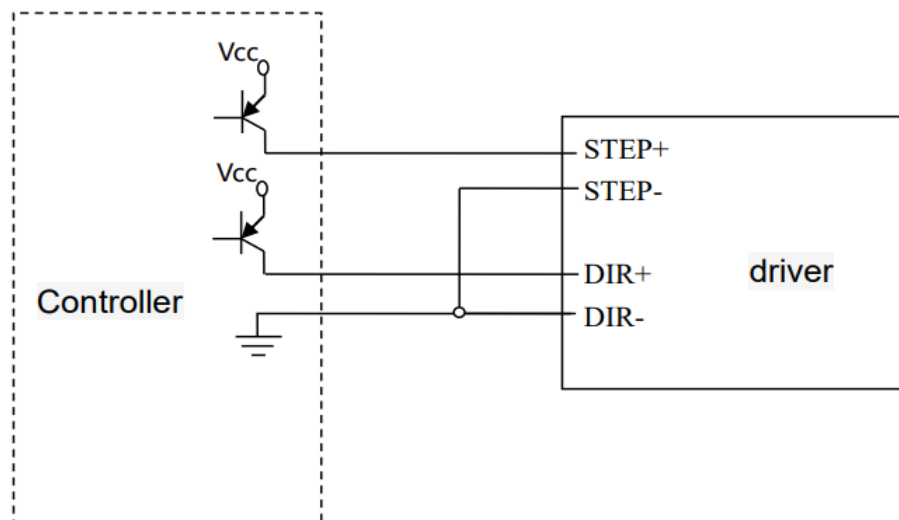 Vcc
STEP+
Vcc
STEP-
DIR+
driver
Controller
DIR-